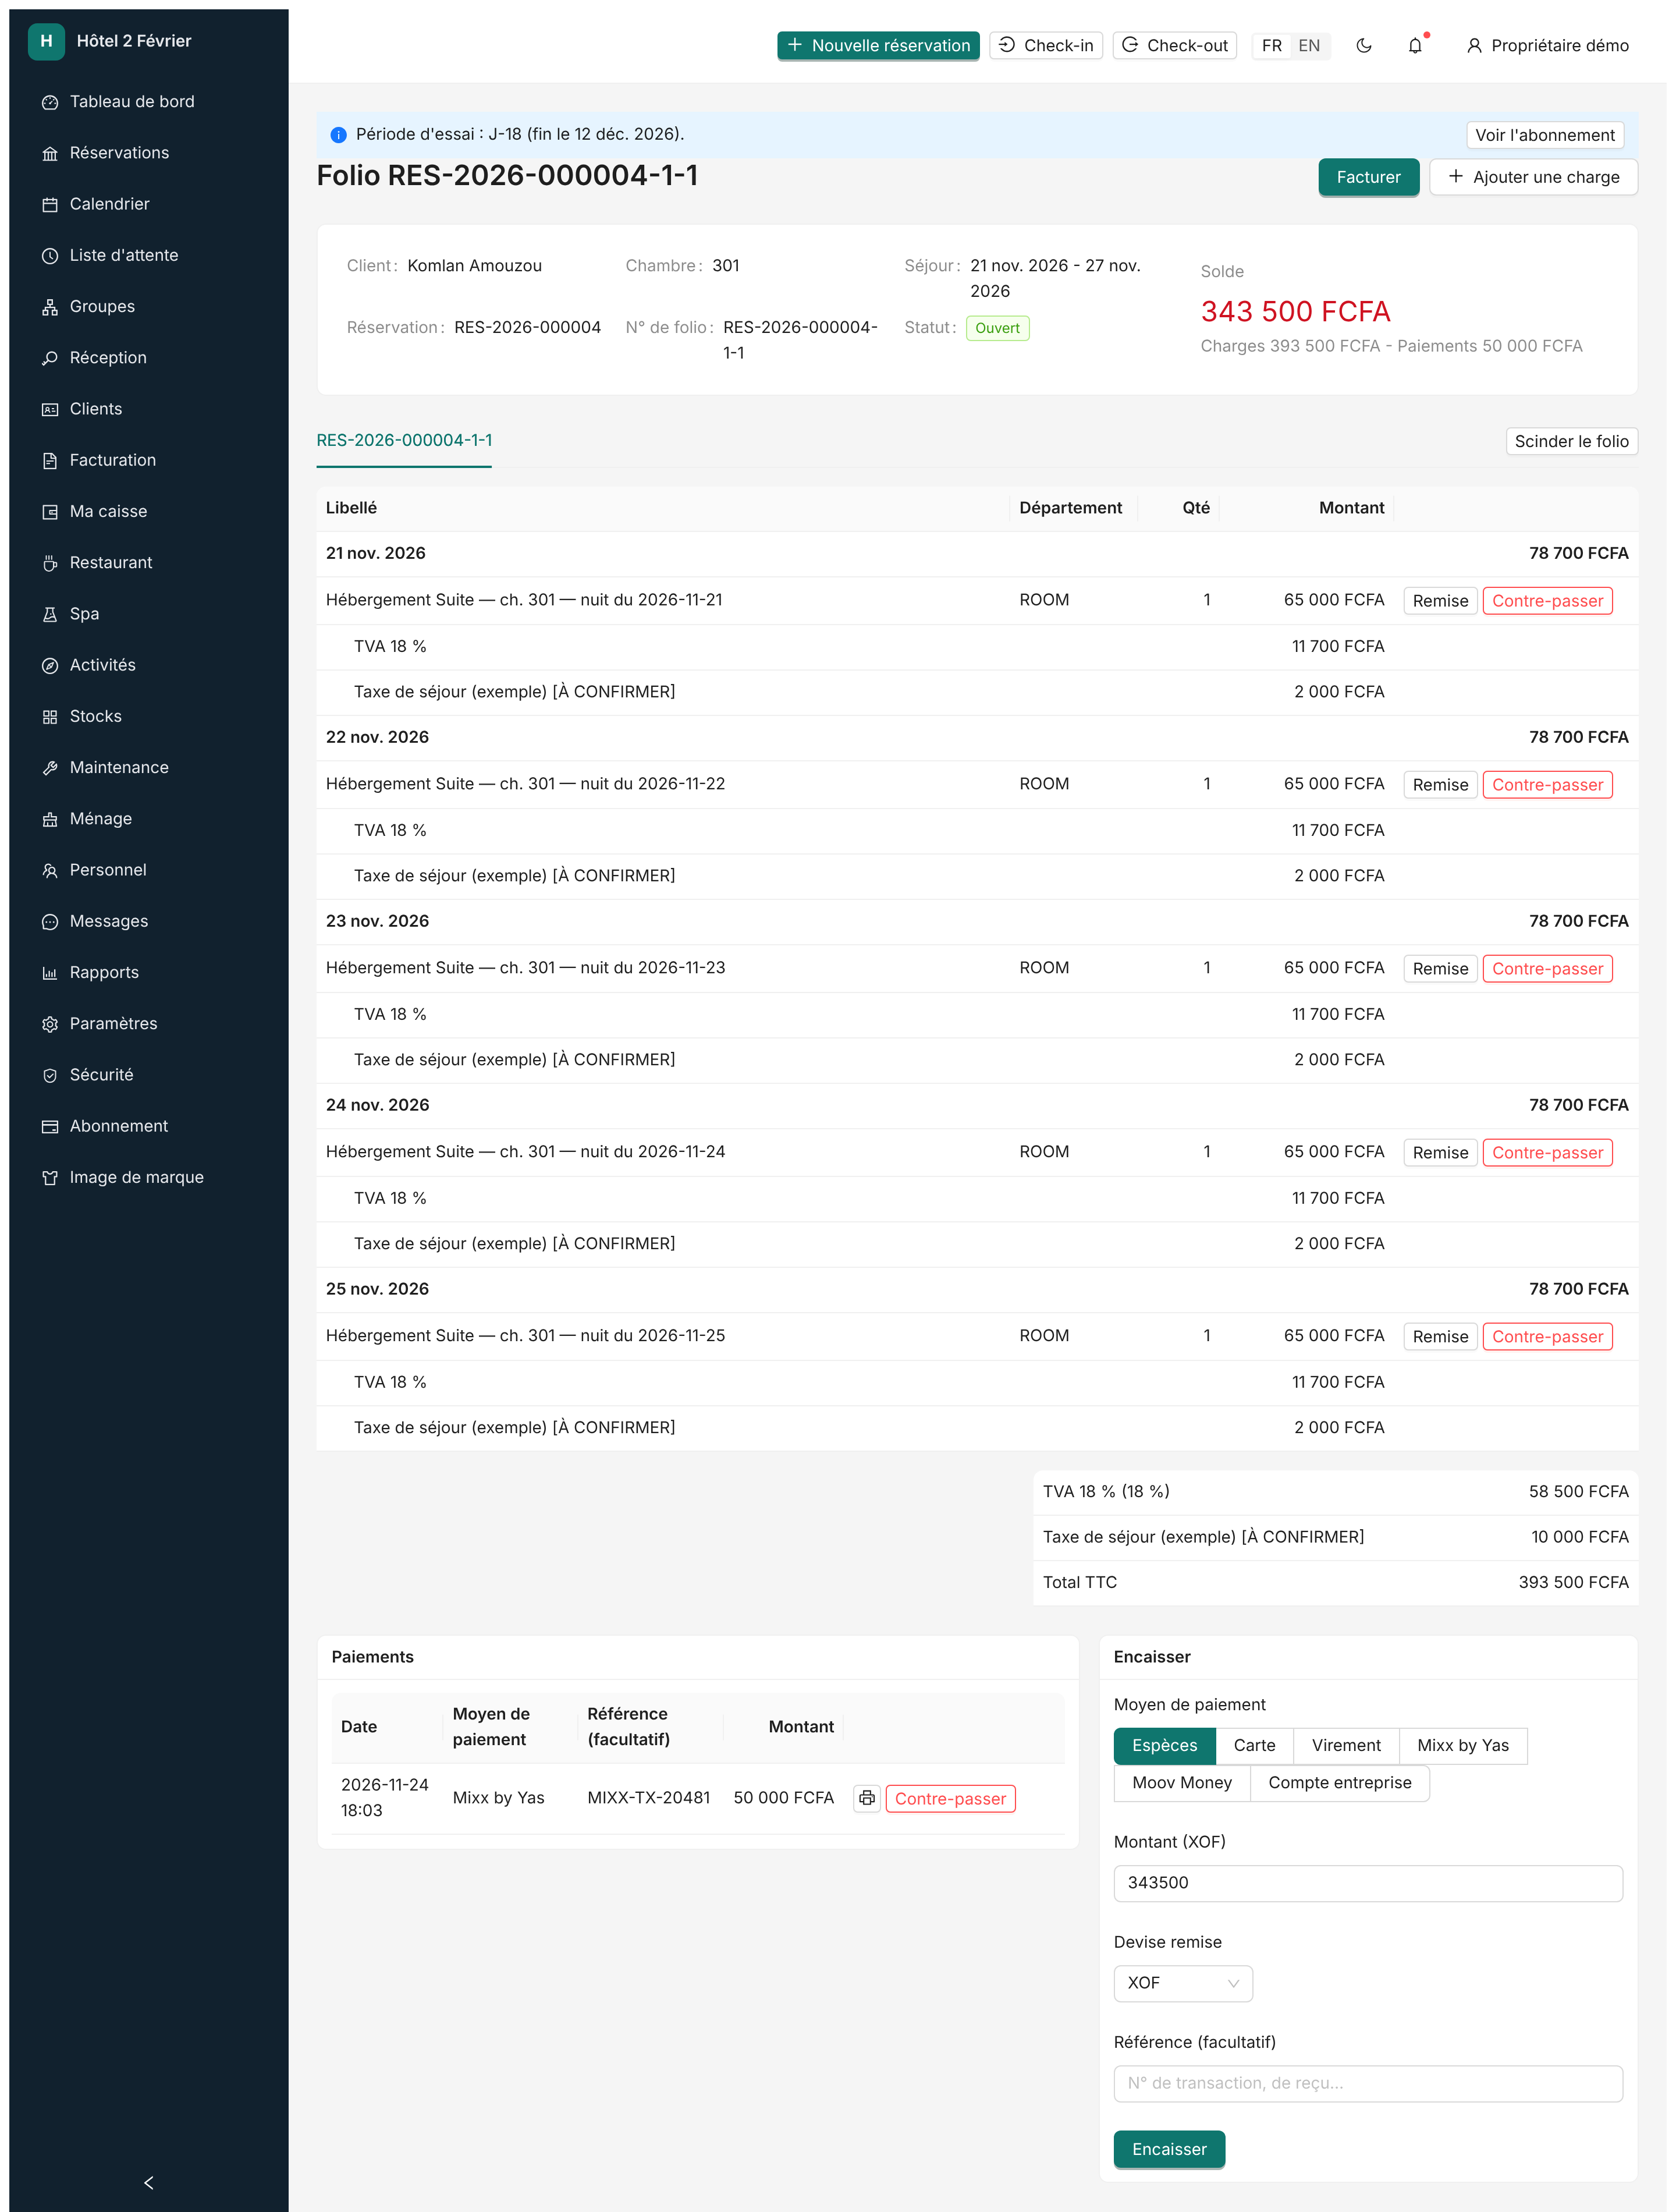 H Hôtel 2 Février
Nouvelle réservation Check-in Check-out FR EN Propriétaire démo
Tableau de bord
Réservations
Calendrier
Liste d'attente
Groupes
Réception
Clients
Facturation
Ma caisse
Restaurant
Spa
Activités
Stocks
Maintenance
Ménage
Personnel
Messages
Rapports
Paramètres
Sécurité
Abonnement
Image de marque
Période d'essai : J-18 (fin le 12 déc. 2026). Voir l'abonnement
Folio RES-2026-000004-1-1 Facturer Ajouter une charge
Client : Komlan Amouzou
Chambre : 301
Séjour : 21 nov. 2026 - 27 nov.
2026
Réservation : RES-2026-000004
N° de folio : RES-2026-000004-
1-1
Statut : Ouvert
Solde
343 500 FCFA
Charges 393 500 FCFA - Paiements 50 000 FCFA
RES-2026-000004-1-1 Scinder le folio
Libellé Département Qté Montant
21 nov. 2026 78 700 FCFA
Hébergement Suite — ch. 301 — nuit du 2026-11-21 ROOM 1 65 000 FCFA Remise Contre-passer
TVA 18 % 11 700 FCFA
Taxe de séjour (exemple) [À CONFIRMER] 2 000 FCFA
22 nov. 2026 78 700 FCFA
Hébergement Suite — ch. 301 — nuit du 2026-11-22 ROOM 1 65 000 FCFA Remise Contre-passer
TVA 18 % 11 700 FCFA
Taxe de séjour (exemple) [À CONFIRMER] 2 000 FCFA
23 nov. 2026 78 700 FCFA
Hébergement Suite — ch. 301 — nuit du 2026-11-23 ROOM 1 65 000 FCFA Remise Contre-passer
TVA 18 % 11 700 FCFA
Taxe de séjour (exemple) [À CONFIRMER] 2 000 FCFA
24 nov. 2026 78 700 FCFA
Hébergement Suite — ch. 301 — nuit du 2026-11-24 ROOM 1 65 000 FCFA Remise Contre-passer
TVA 18 % 11 700 FCFA
Taxe de séjour (exemple) [À CONFIRMER] 2 000 FCFA
25 nov. 2026 78 700 FCFA
Hébergement Suite — ch. 301 — nuit du 2026-11-25 ROOM 1 65 000 FCFA Remise Contre-passer
TVA 18 % 11 700 FCFA
Taxe de séjour (exemple) [À CONFIRMER] 2 000 FCFA
TVA 18 % (18 %) 58 500 FCFA
Taxe de séjour (exemple) [À CONFIRMER] 10 000 FCFA
Total TTC 393 500 FCFA
Paiements
Date
Moyen de
paiement
Référence
(facultatif)
Montant
2026-11-24
18:03
Mixx by Yas MIXX-TX-20481 50 000 FCFA Contre-passer
Encaisser
Moyen de paiement
Espèces Carte Virement Mixx by Yas
Moov Money Compte entreprise
Montant (XOF)
343500
Devise remise
XOF
Référence (facultatif)
N° de transaction, de reçu...
Encaisser